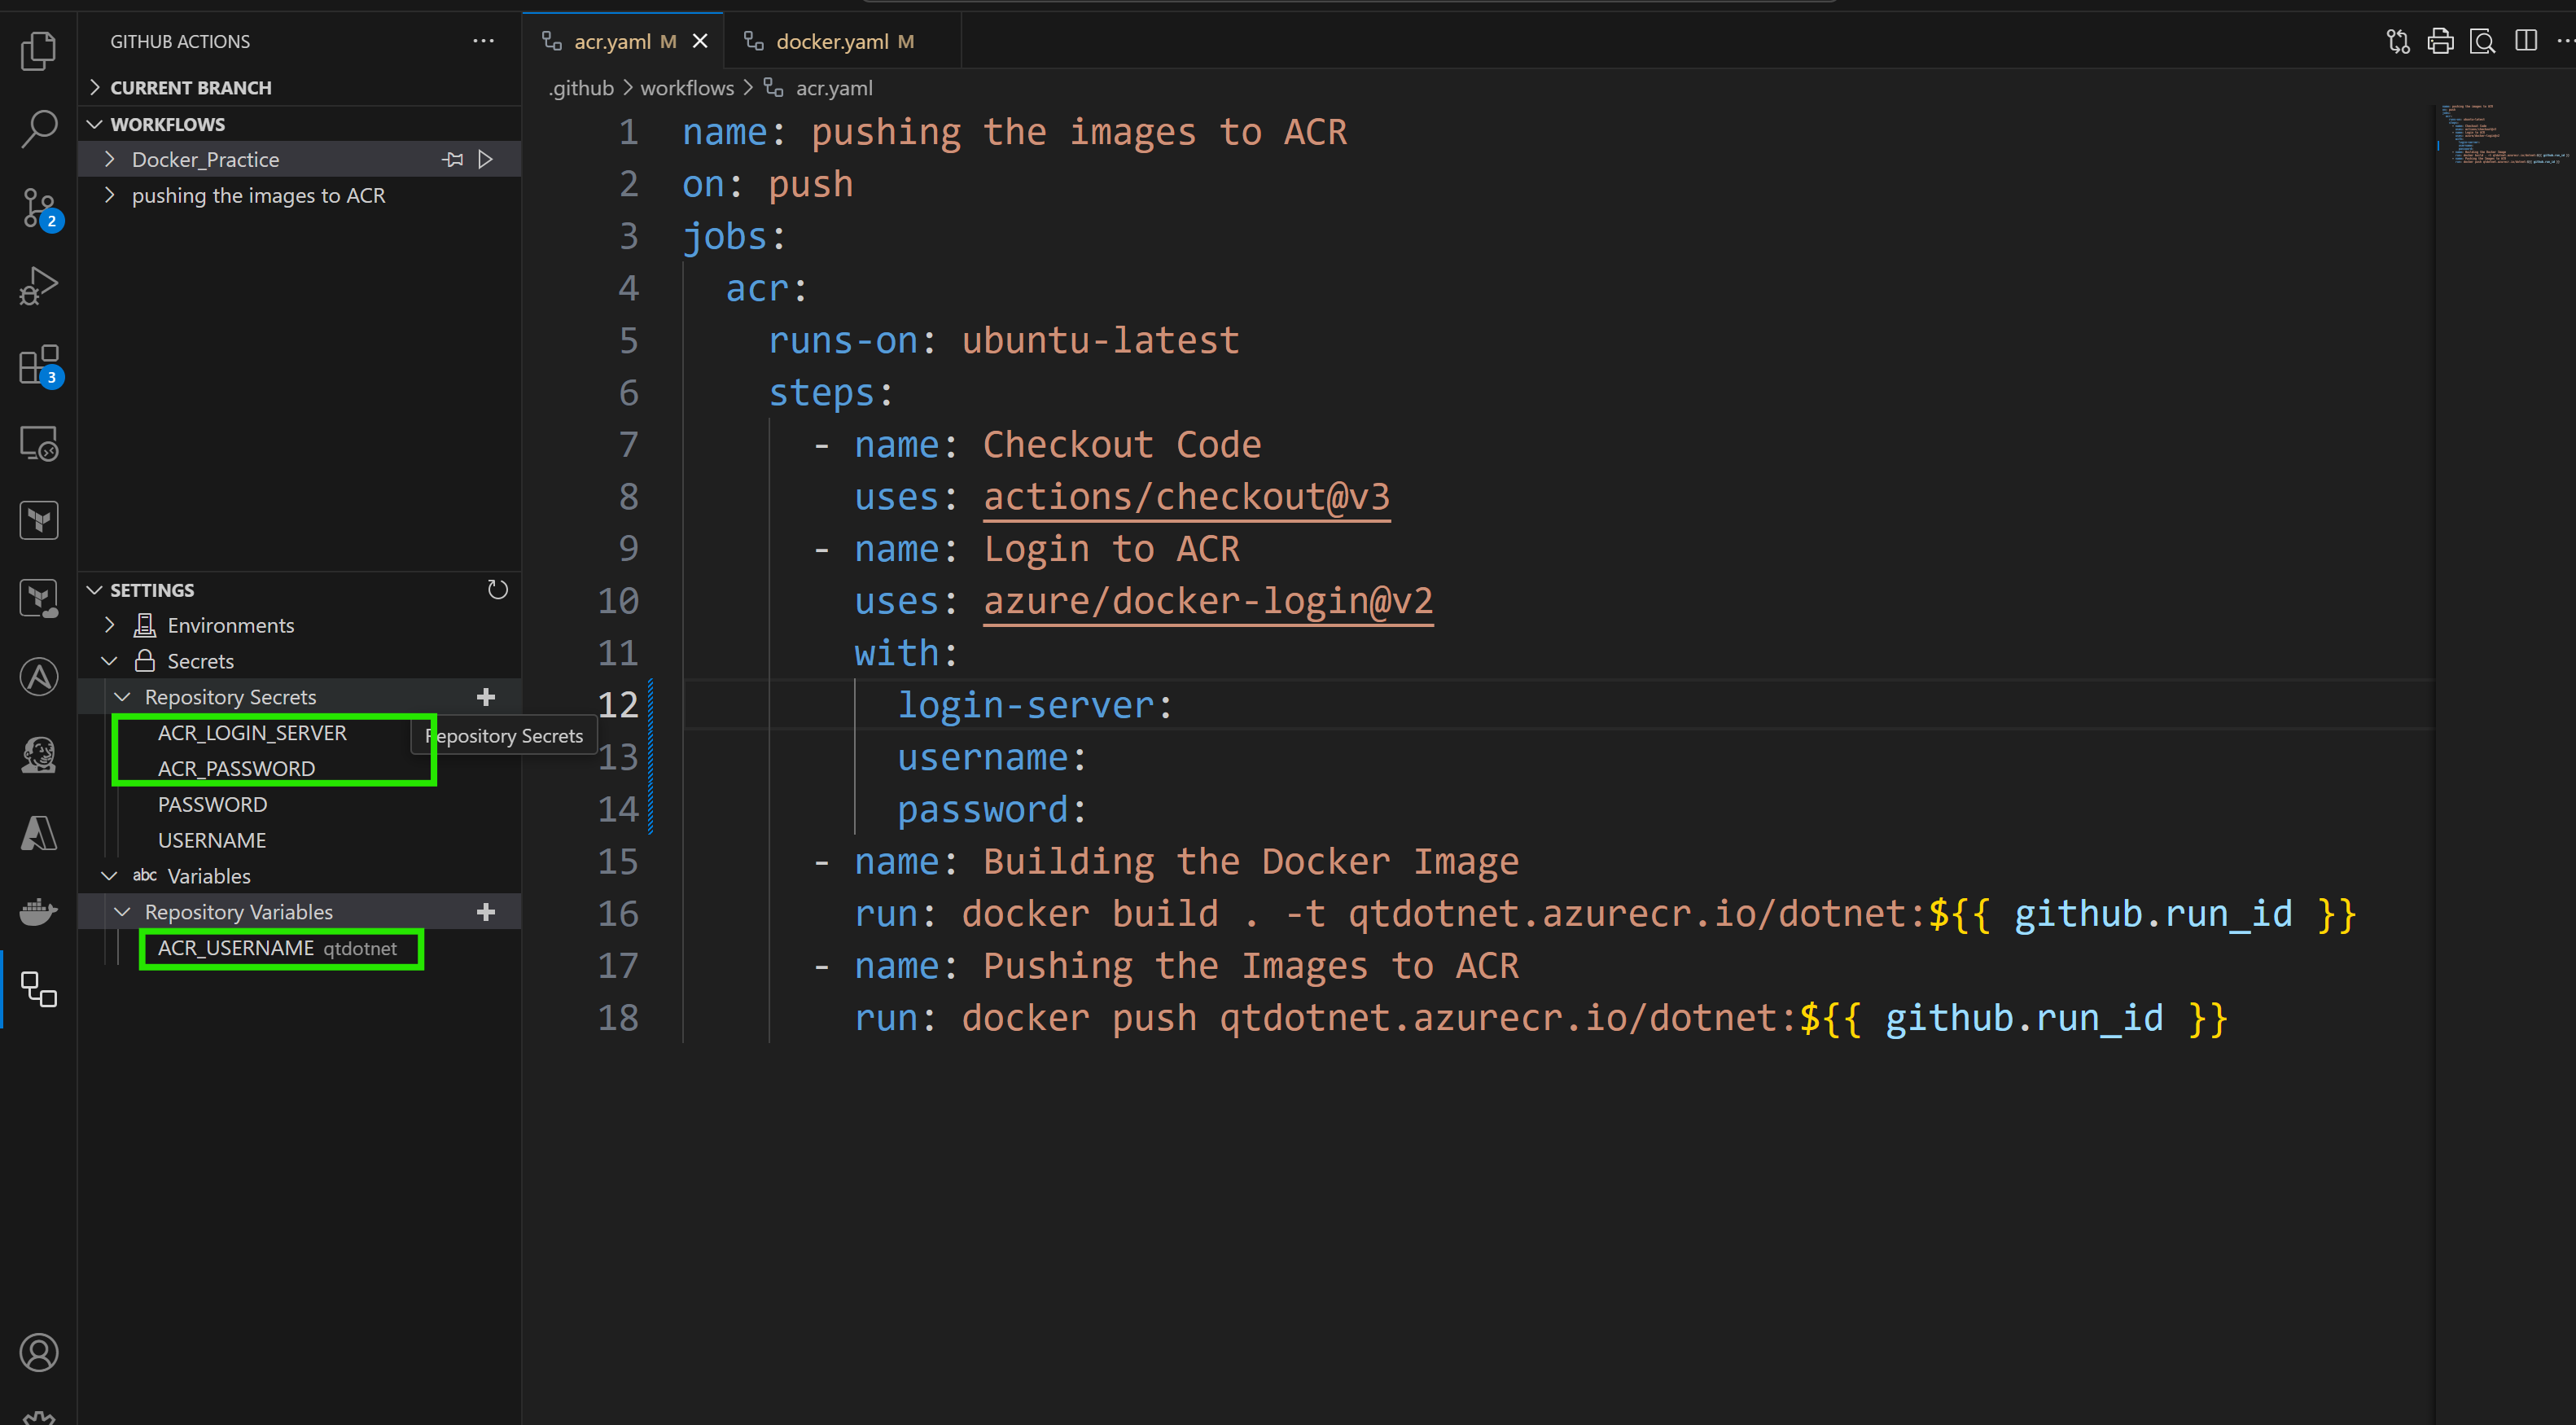 GITHUB ACTIONS
CURRENT BRANCH
WORKFLOWS
Docker_Practice
pushing the images to ACR
2
3
SETTINGS
Environments
Secrets
Repository Secrets
ACR_LOGIN_SERVER
Repository Secrets
ACR_PASSWORD
PASSWORD
USERNAME
abc Variables
Repository Variables
ACR_USERNAME qtdotnet
acr.yaml M
docker.yaml M
.github > workflows > acr.yaml
1 name: pushing the images to ACR
2 on: push
3 jobs:
4 acr:
5 runs-on: ubuntu-latest
6 steps:
7 - name: Checkout Code
8 uses: actions/checkout@v3
9 - name: Login to ACR
10 uses: azure/docker-login@v2
11 with:
12 login-server:
13 username:
14 password:
15 - name: Building the Docker Image
16 run: docker build . -t qtdotnet.azurecr.io/dotnet:${{ github.run_id }}
17 - name: Pushing the Images to ACR
18 run: docker push qtdotnet.azurecr.io/dotnet:${{ github.run_id }}